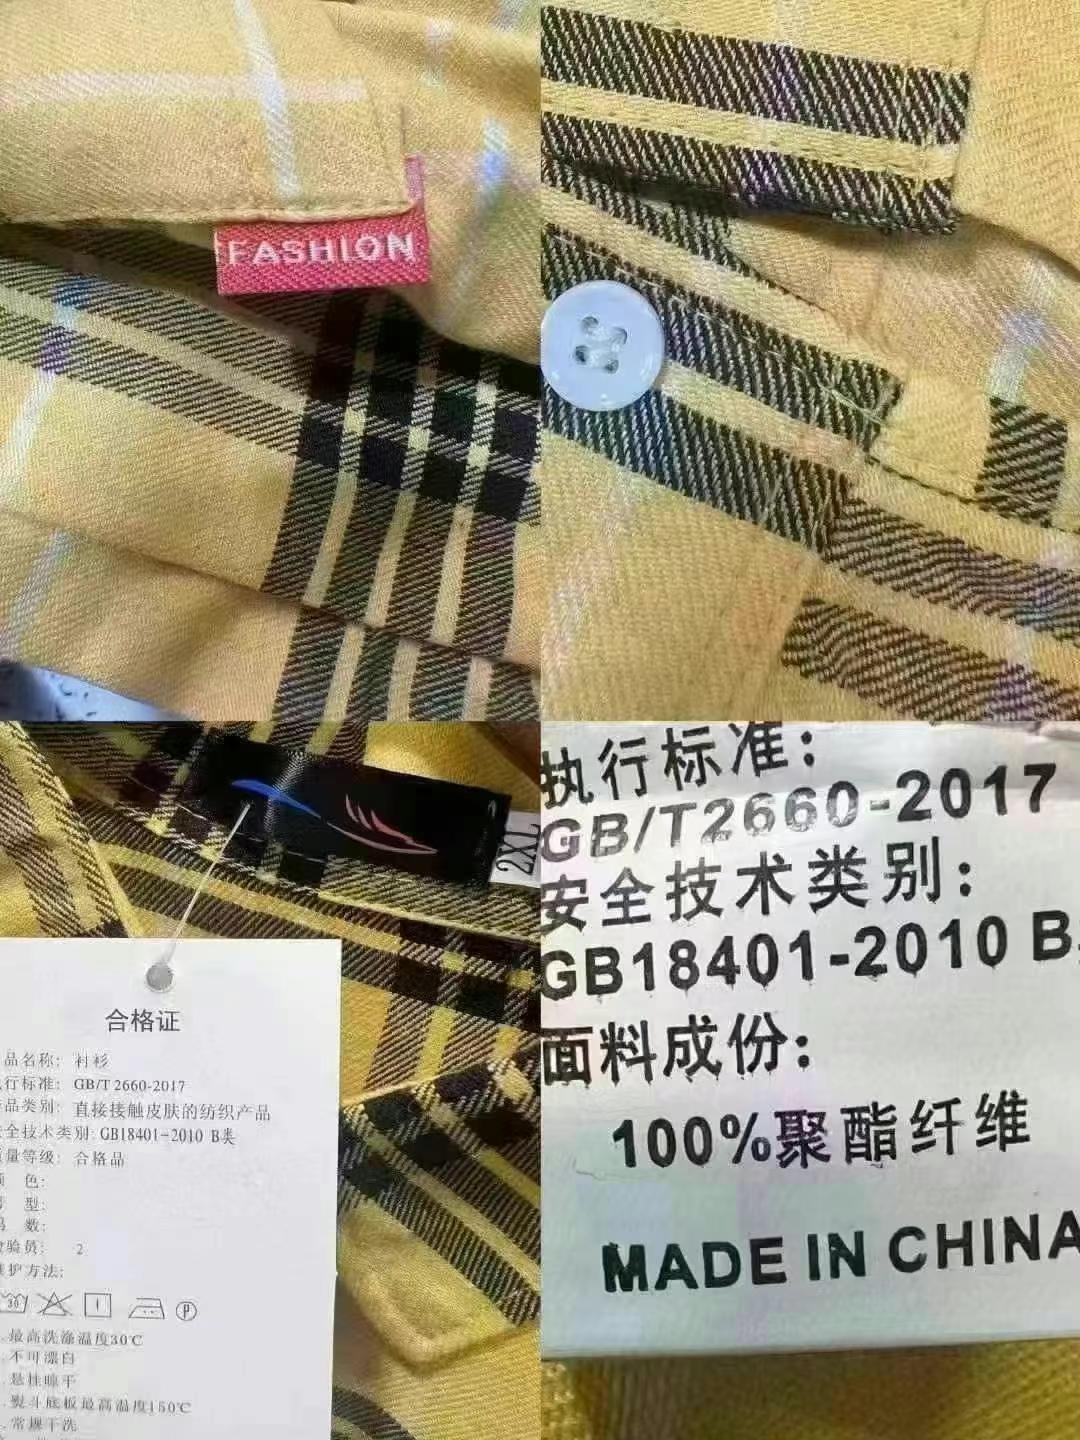 FASHION
2XL
合格证
品名称: 衬衫
行标准: GB/T 2660-2017
品类别: 直接接触皮肤的纺织产品
全技术类别: GB18401-2010 B类
量等级: 合格品
色:
型:
数:
验员: 2
护方法:
30
P
最高洗涤温度30℃
不可漂白
悬挂晾干
熨斗底板最高温度150℃
常规干洗
执行标准:
GB/T2660-2017
安全技术类别:
GB18401-2010 B
面料成份:
100%聚酯纤维
MADE IN CHINA